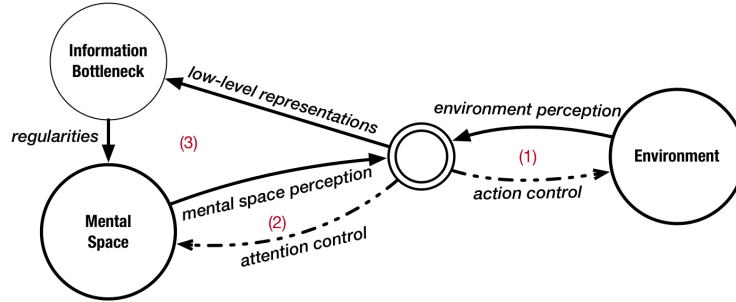 Information
Bottleneck
low-level representations
environment perception
regularities
(3)
(1)
Environment
mental space perception
action control
Mental
Space
(2)
attention control